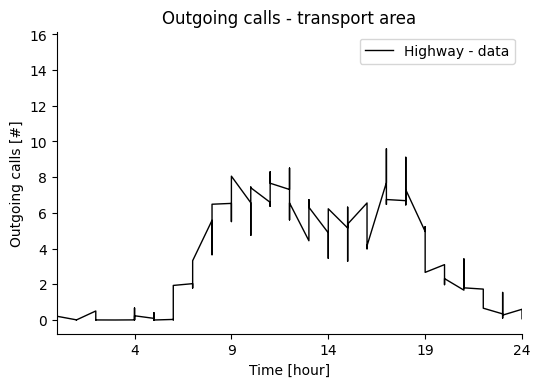 Outgoing calls - transport area
Highway - data
16
14
12
10
8
6
4
2
0
Outgoing calls [#]
4 9 14 19 24
Time [hour]